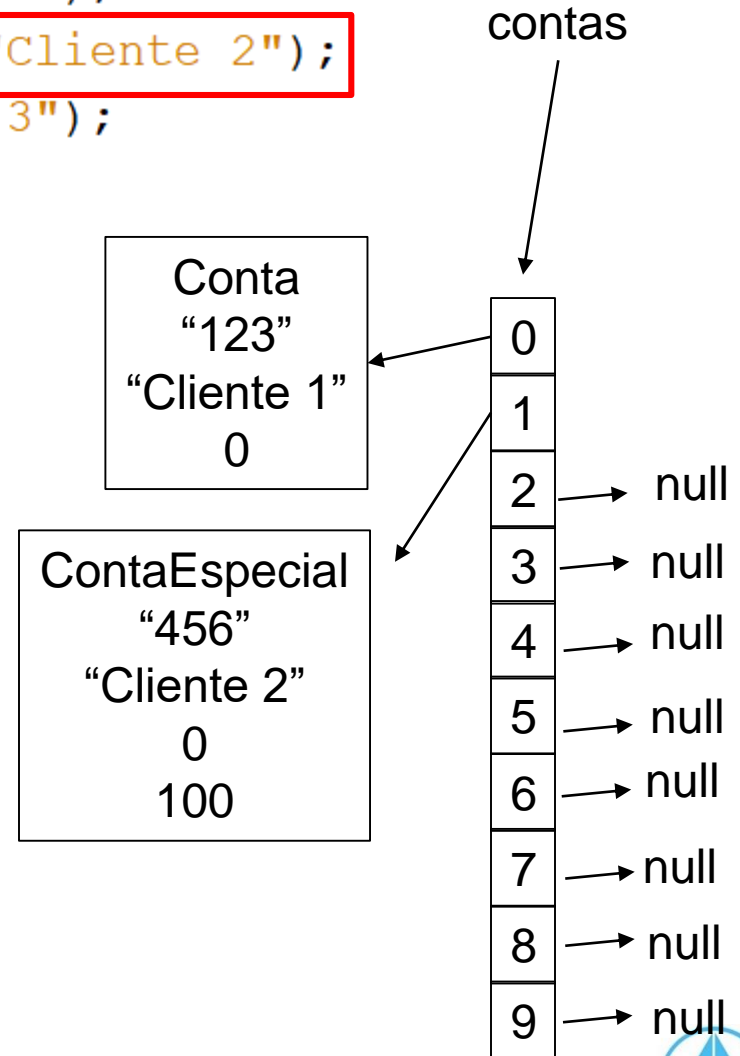 Cliente 2");
3");
contas
Conta
“123”
“Cliente 1”
0
ContaEspecial
“456”
“Cliente 2”
0
100
0
1
2 null
3 null
4 null
5 null
6 null
7 null
8 null
9 null